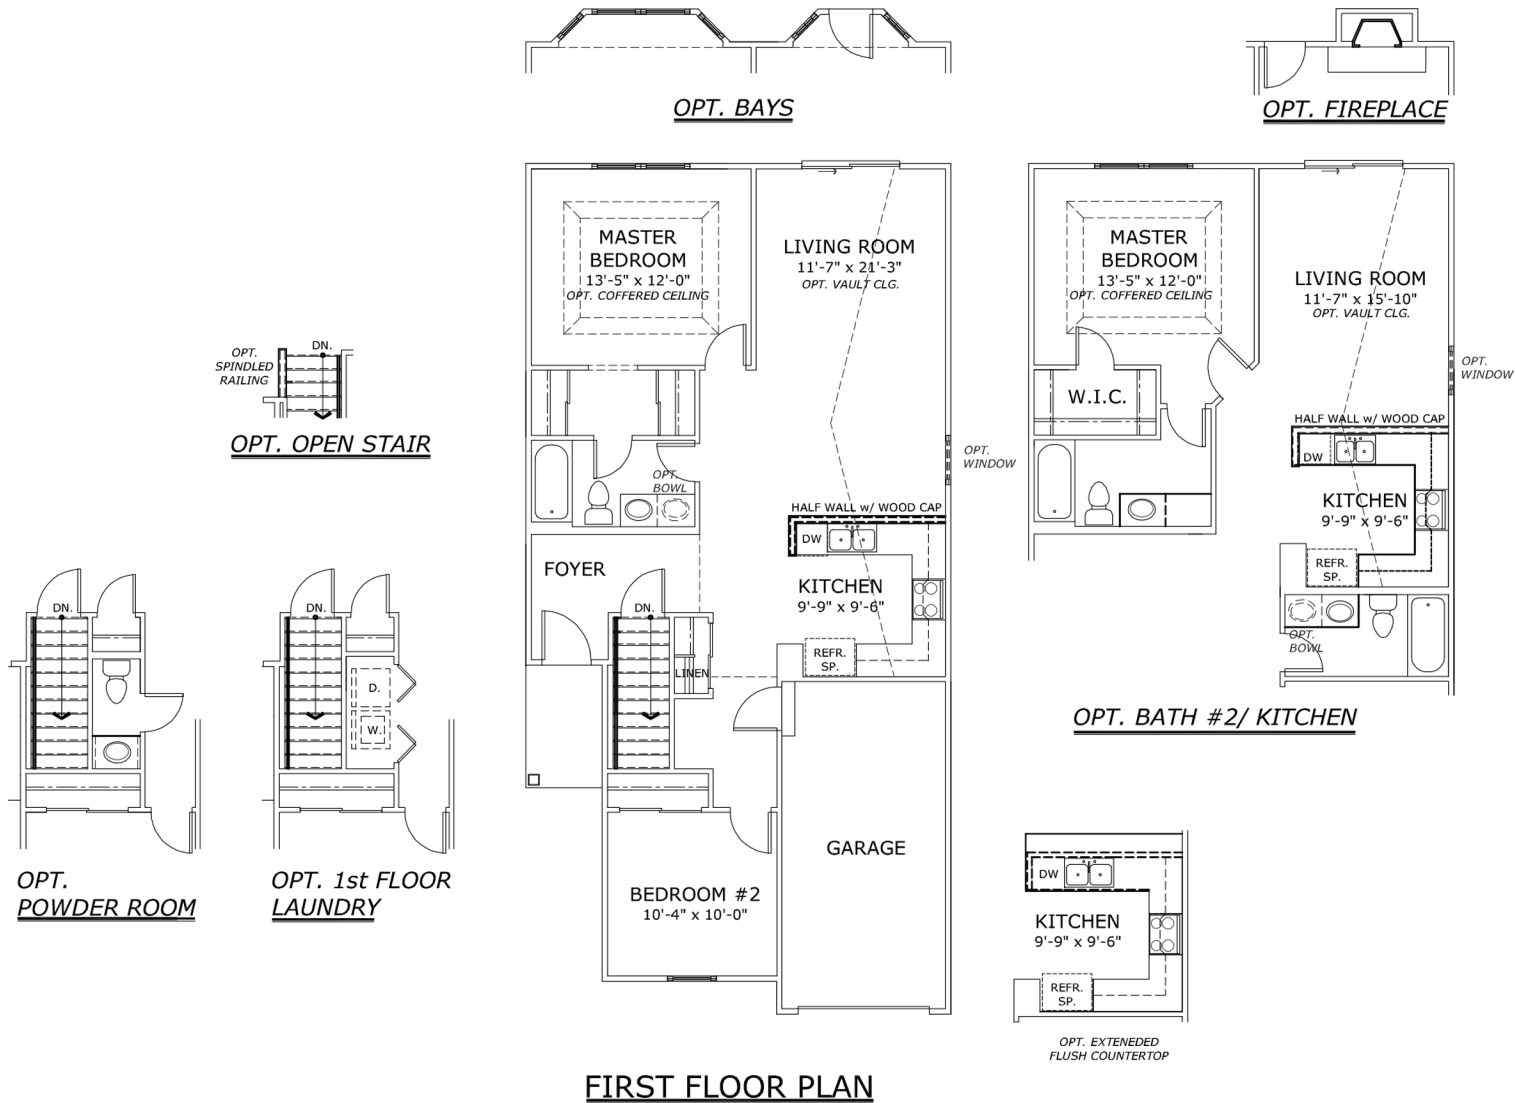 OPT. BAYS
OPT. FIREPLACE
MASTER
BEDROOM
13'-5" x 12'-0"
OPT. COFFERED CEILING
LIVING ROOM
11'-7" x 21'-3"
OPT. VAULT CLG.
MASTER
BEDROOM
13'-5" x 12'-0"
OPT. COFFERED CEILING
LIVING ROOM
11'-7" x 15'-10"
OPT. VAULT CLG.
OPT.
SPINDLED
RAILING
DN.
OPT. OPEN STAIR
OPT.
WINDOW
W.I.C.
HALF WALL w/ WOOD CAP
DW
KITCHEN
9'-9" x 9'-6"
REFR.
SP.
OPT.
BOWL
OPT. BATH #2/ KITCHEN
OPT.
BOWL
OPT.
WINDOW
HALF WALL w/ WOOD CAP
DW
KITCHEN
9'-9" x 9'-6"
REFR.
SP.
FOYER
DN.
LINEN
GARAGE
BEDROOM #2
10'-4" x 10'-0"
DN.
OPT.
POWDER ROOM
DN.
D.
W.
OPT. 1st FLOOR
LAUNDRY
DW
KITCHEN
9'-9" x 9'-6"
REFR.
SP.
OPT. EXTENEDED
FLUSH COUNTERTOP
FIRST FLOOR PLAN